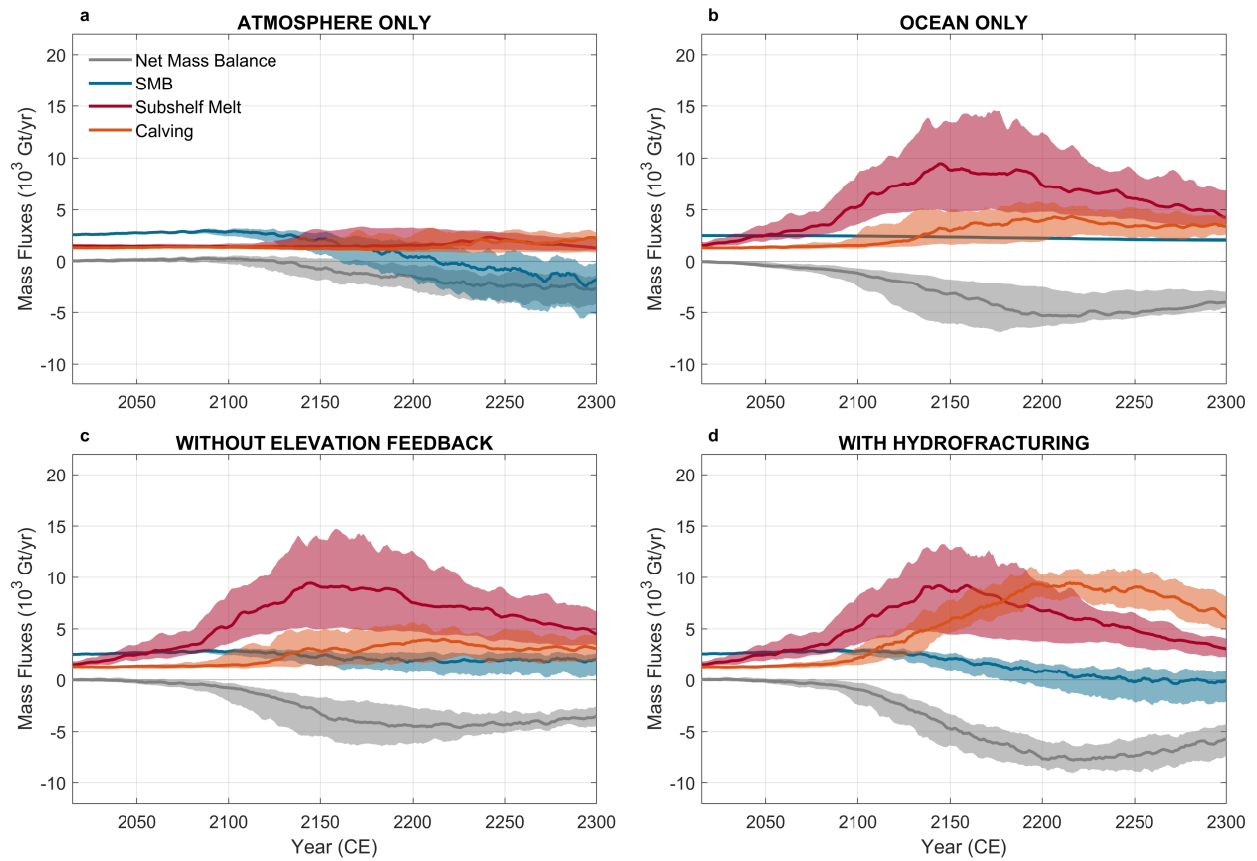 a
ATMOSPHERE ONLY
20
15
10
5
0
-5
-10
Mass Fluxes (10³ Gt/yr)
Net Mass Balance
SMB
Subshelf Melt
Calving
2050
2100
2150
2200
2250
2300
b
OCEAN ONLY
20
15
10
5
0
-5
-10
Mass Fluxes (10³ Gt/yr)
2050
2100
2150
2200
2250
2300
c
WITHOUT ELEVATION FEEDBACK
20
15
10
5
0
-5
-10
Mass Fluxes (10³ Gt/yr)
2050
2100
2150
2200
2250
2300
Year (CE)
d
WITH HYDROFRACTURING
20
15
10
5
0
-5
-10
Mass Fluxes (10³ Gt/yr)
2050
2100
2150
2200
2250
2300
Year (CE)